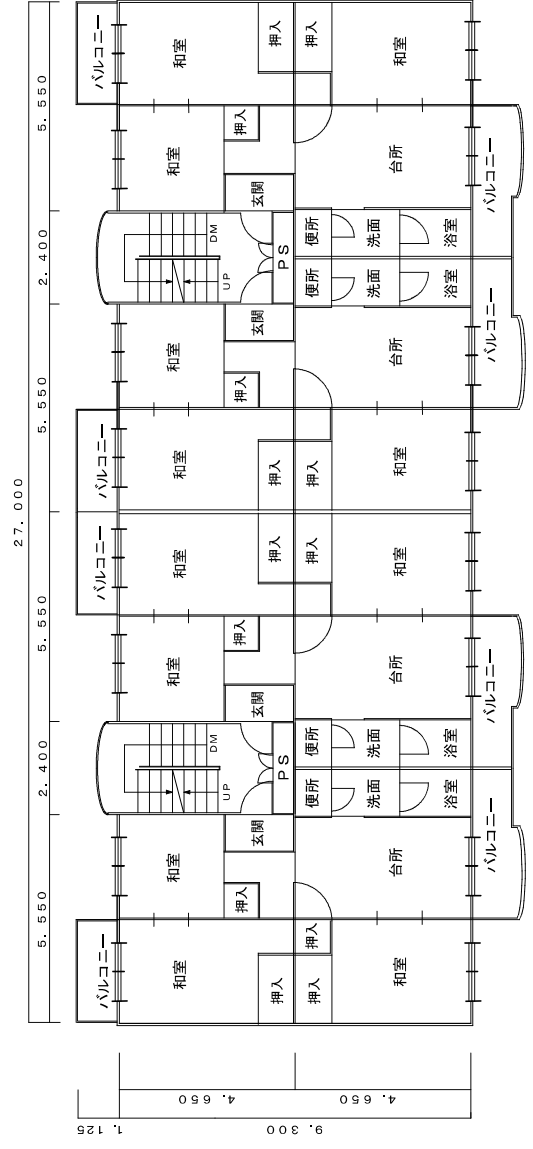 バルコニー
和室
押入
押入
和室
5.550
和室
押入
台所
玄関
バルコニー
DM
UP
PS
便所
洗面
浴室
2.400
便所
洗面
浴室
玄関
和室
押入
台所
バルコニー
5.550
バルコニー
和室
押入
押入
和室
27.000
バルコニー
和室
押入
押入
和室
5.550
和室
押入
台所
玄関
バルコニー
DM
UP
PS
便所
洗面
浴室
2.400
便所
洗面
浴室
玄関
和室
押入
台所
バルコニー
5.550
押入
バルコニー
和室
押入
押入
和室
4.650
4.650
1.125
9.300